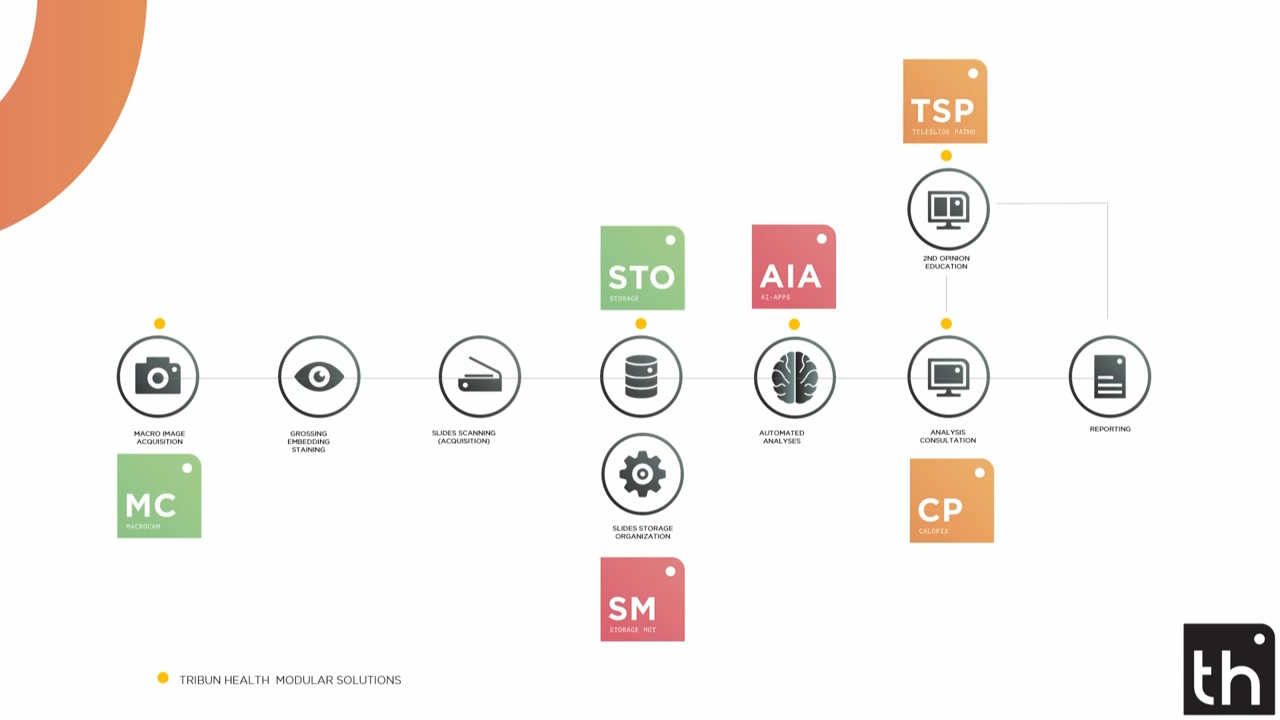 TSP
TELESLIDE PATHO
2ND OPINION
EDUCATION
STO
STORAGE
AIA
AI-APPS
MACRO IMAGE
ACQUISITION
GROSSING
EMBEDDING
STAINING
SLIDES SCANNING
(ACQUISITION)
AUTOMATED
ANALYSES
ANALYSIS
CONSULTATION
REPORTING
MC
MACROCAM
CP
CALOPIX
SLIDES STORAGE
ORGANIZATION
SM
STORAGE MGT
TRIBUN HEALTH MODULAR SOLUTIONS
th